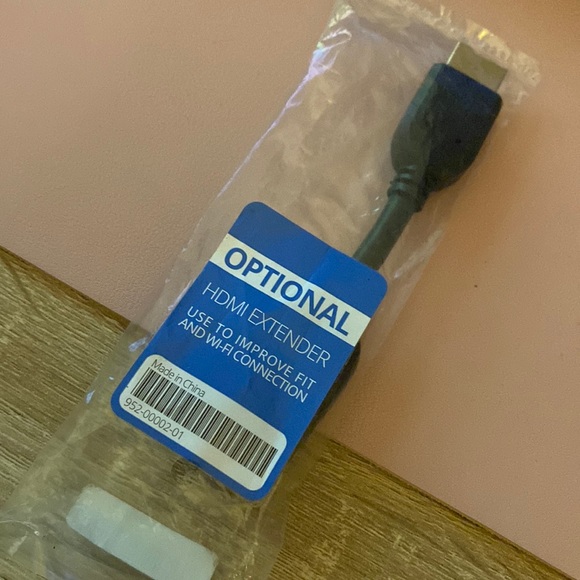 OPTIONAL
HDMI EXTENDER
USE TO IMPROVE FIT
AND WI-FI CONNECTION
Made in China
952-00002-01